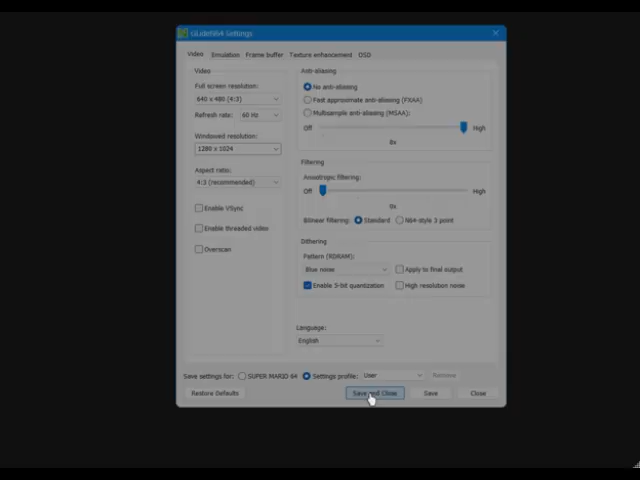 GLideN64 Settings
Video Emulation Frame buffer Texture enhancement OSD
Video
Full screen resolution:
640 x 480 (4:3)
Refresh rate: 60 Hz
Windowed resolution:
1280 x 1024
Aspect ratio:
4:3 (recommended)
Enable VSync
Enable threaded video
Overscan
Anti-aliasing
No anti-aliasing
Fast approximate anti-aliasing (FXAA)
Multisample anti-aliasing (MSAA):
Off High
8x
Filtering
Anisotropic filtering:
Off High
0x
Bilinear filtering: Standard N64-style 3 point
Dithering
Pattern (RDRAM):
Blue noise Apply to final output
Enable 5-bit quantization High resolution noise
Language:
English
Save settings for: SUPER MARIO 64 Settings profile: User Remove
Restore Defaults Save and Close Save Close